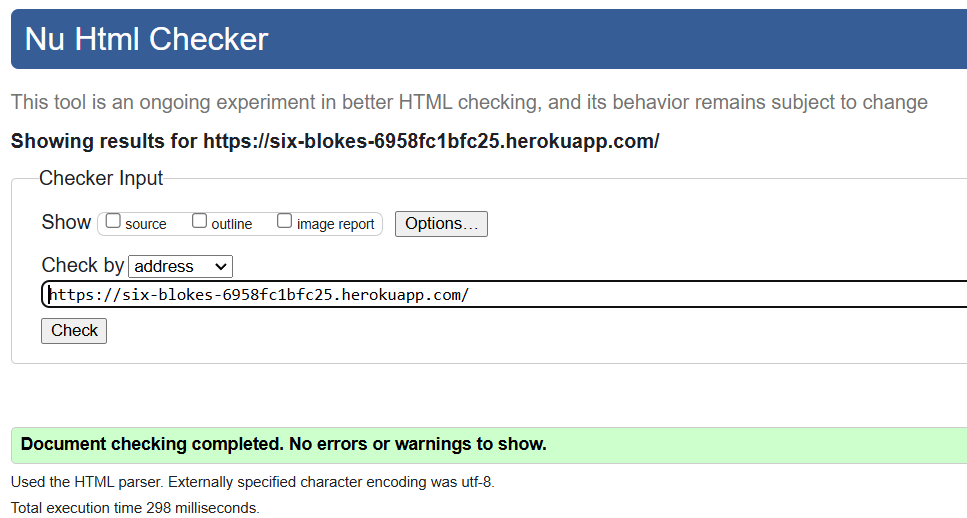 Nu Html Checker
This tool is an ongoing experiment in better HTML checking, and its behavior remains subject to change
Showing results for https://six-blokes-6958fc1bfc25.herokuapp.com/
Checker Input
Show source outline image report Options...
Check by address
https://six-blokes-6958fc1bfc25.herokuapp.com/
Check
Document checking completed. No errors or warnings to show.
Used the HTML parser. Externally specified character encoding was utf-8.
Total execution time 298 milliseconds.